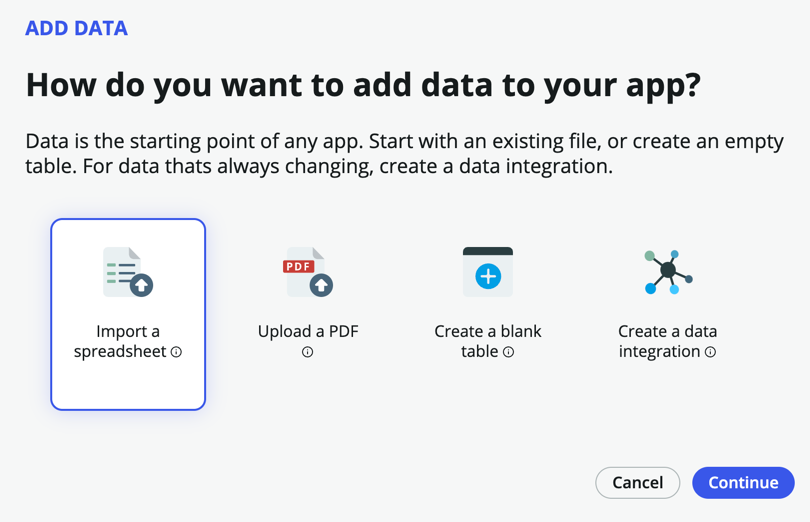 ADD DATA
How do you want to add data to your app?
Data is the starting point of any app. Start with an existing file, or create an empty
table. For data thats always changing, create a data integration.
PDF
Import a
spreadsheet
Upload a PDF
Create a blank
table
Create a data
integration
Cancel
Continue